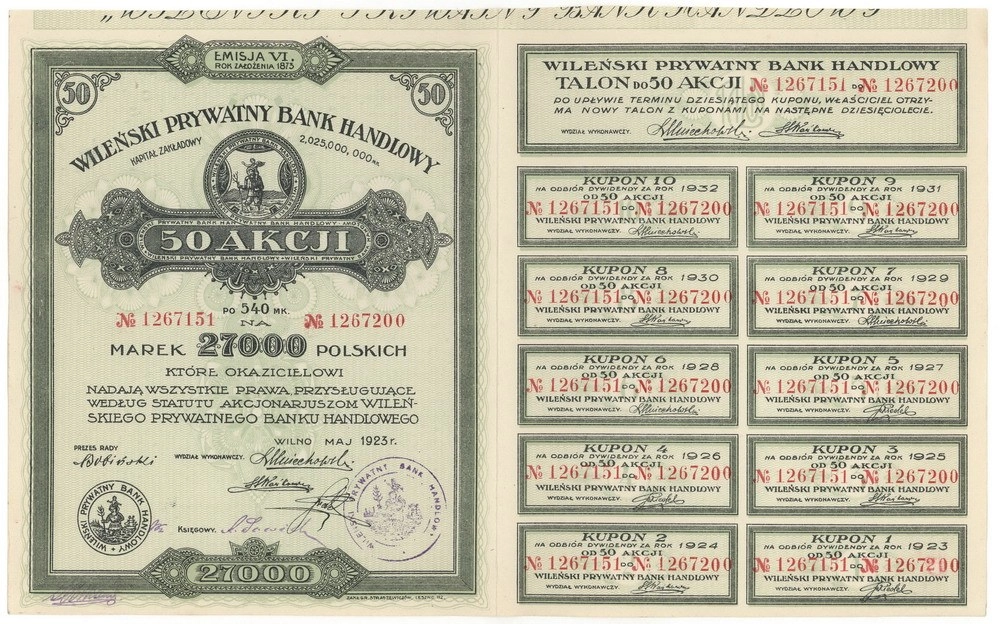 „WILEŃSKI PRYWATNY BANK HANDLOWY"
EMISJA VI.
ROK ZAŁOŻENIA 1873
50
50
WILEŃSKI PRYWATNY BANK HANDLOWY
KAPITAŁ ZAKŁADOWY
2,025,000,000 MK.
50 AKCJI
PO 540 MK.
№ 1267151 NA № 1267200
MAREK 27000 POLSKICH
KTÓRE OKAZICIELOWI
NADAJĄ WSZYSTKIE PRAWA, PRZYSŁUGUJĄCE
WEDŁUG STATUTU AKCJONARJUSZOM WILEŃ-
SKIEGO PRYWATNEGO BANKU HANDLOWEGO
WILNO MAJ 1923 r.
PREZES RADY
WYDZIAŁ WYKONAWCZY.
WILEŃSKI PRYWATNY BANK HANDLOWY
KSIĘGOWY.
WILEŃSKI PRYWATNY BANK HANDLOWY
27000
WILEŃSKI PRYWATNY BANK HANDLOWY
TALON DO 50 AKCJI № 1267151 DO № 1267200
PO UPŁYWIE TERMINU DZIESIĄTEGO KUPONU, WŁAŚCICIEL OTRZY-
MA NOWY TALON Z KUPONAMI NA NASTĘPNE DZIESIĘCIOLECIE.
WYDZIAŁ WYKONAWCZY.
KUPON 10
NA ODBIÓR DYWIDENDY ZA ROK 1932
OD 50 AKCJI
№ 1267151 DO № 1267200
WILEŃSKI PRYWATNY BANK HANDLOWY
WYDZIAŁ WYKONAWCZY.
KUPON 9
NA ODBIÓR DYWIDENDY ZA ROK 1931
OD 50 AKCJI
№ 1267151 DO № 1267200
WILEŃSKI PRYWATNY BANK HANDLOWY
WYDZIAŁ WYKONAWCZY.
KUPON 8
NA ODBIÓR DYWIDENDY ZA ROK 1930
OD 50 AKCJI
№ 1267151 DO № 1267200
WILEŃSKI PRYWATNY BANK HANDLOWY
WYDZIAŁ WYKONAWCZY.
KUPON 7
NA ODBIÓR DYWIDENDY ZA ROK 1929
OD 50 AKCJI
№ 1267151 DO № 1267200
WILEŃSKI PRYWATNY BANK HANDLOWY
WYDZIAŁ WYKONAWCZY.
KUPON 6
NA ODBIÓR DYWIDENDY ZA ROK 1928
OD 50 AKCJI
№ 1267151 DO № 1267200
WILEŃSKI PRYWATNY BANK HANDLOWY
WYDZIAŁ WYKONAWCZY.
KUPON 5
NA ODBIÓR DYWIDENDY ZA ROK 1927
OD 50 AKCJI
№ 1267151 DO № 1267200
WILEŃSKI PRYWATNY BANK HANDLOWY
WYDZIAŁ WYKONAWCZY.
KUPON 4
NA ODBIÓR DYWIDENDY ZA ROK 1926
OD 50 AKCJI
№ 1267151 DO № 1267200
WILEŃSKI PRYWATNY BANK HANDLOWY
WYDZIAŁ WYKONAWCZY.
KUPON 3
NA ODBIÓR DYWIDENDY ZA ROK 1925
OD 50 AKCJI
№ 1267151 DO № 1267200
WILEŃSKI PRYWATNY BANK HANDLOWY
WYDZIAŁ WYKONAWCZY.
KUPON 2
NA ODBIÓR DYWIDENDY ZA ROK 1924
OD 50 AKCJI
№ 1267151 DO № 1267200
WILEŃSKI PRYWATNY BANK HANDLOWY
WYDZIAŁ WYKONAWCZY.
KUPON 1
NA ODBIÓR DYWIDENDY ZA ROK 1923
OD 50 AKCJI
№ 1267151 DO № 1267200
WILEŃSKI PRYWATNY BANK HANDLOWY
WYDZIAŁ WYKONAWCZY.